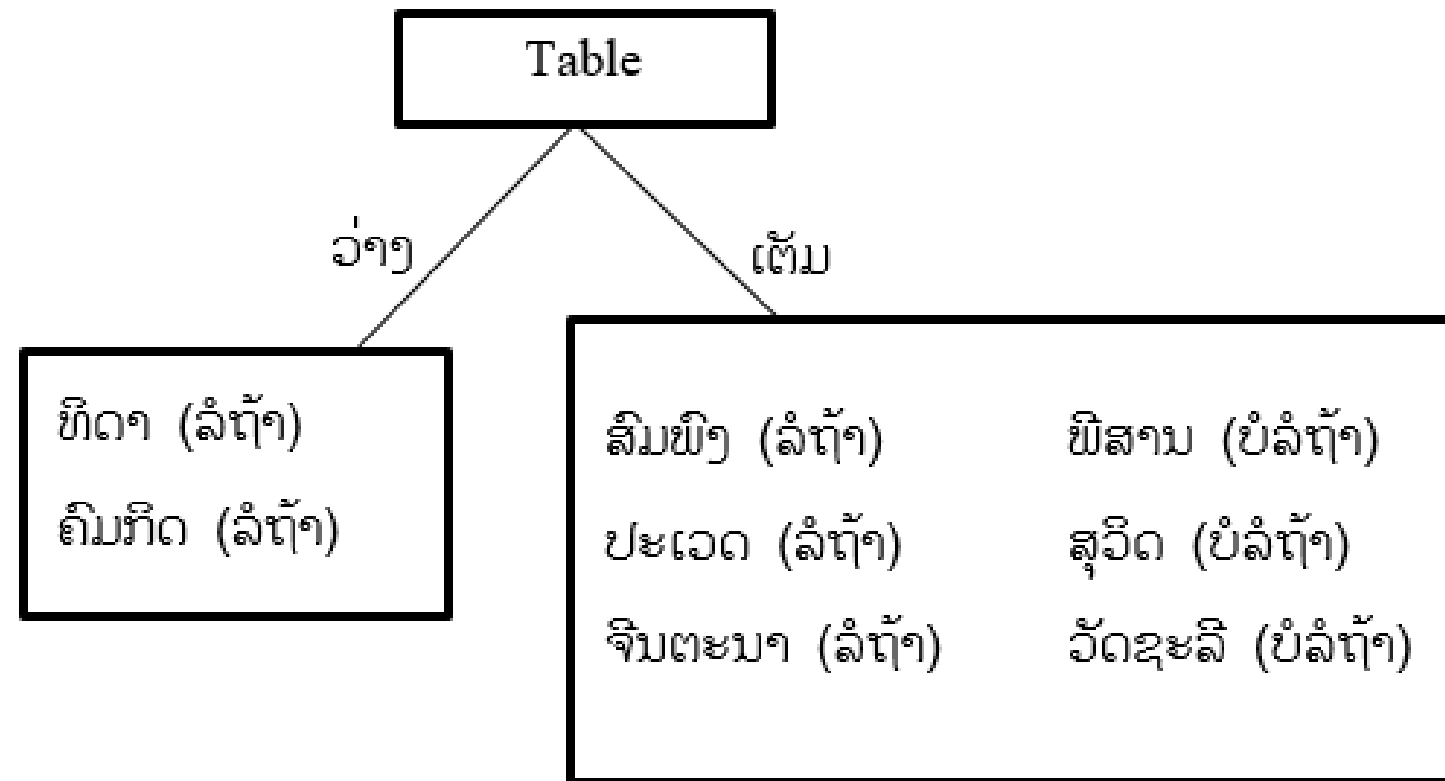 Table
ວ່າງ
ເຕັມ
ທິດາ (ລໍຖ້າ)
ຄົມກິດ (ລໍຖ້າ)
ສົມພົງ (ລໍຖ້າ) ພິສານ (ບໍ່ລໍຖ້າ)
ປະເວດ (ລໍຖ້າ) ສຸວິດ (ບໍ່ລໍຖ້າ)
ຈິນຕະນາ (ລໍຖ້າ) ວັດຊະລີ (ບໍ່ລໍຖ້າ)